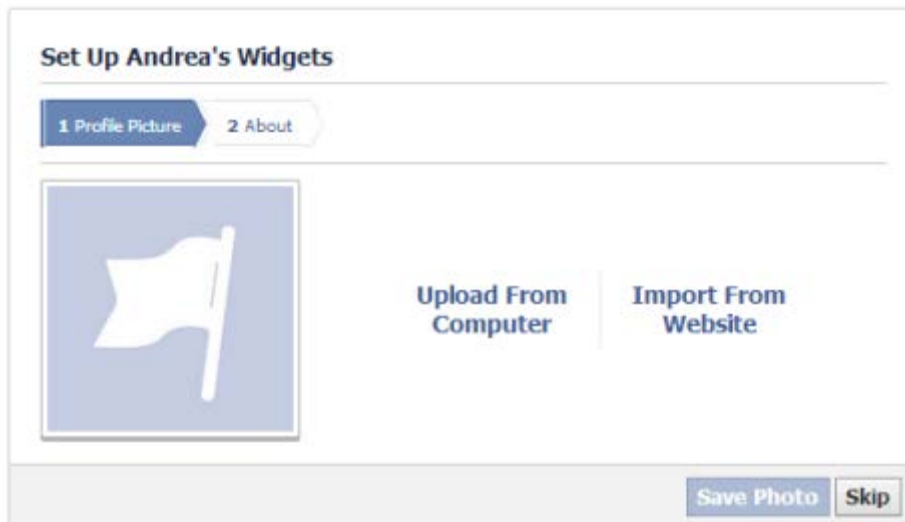 Set Up Andrea's Widgets
1 Profile Picture
2 About
Upload From
Computer
Import From
Website
Save Photo
Skip